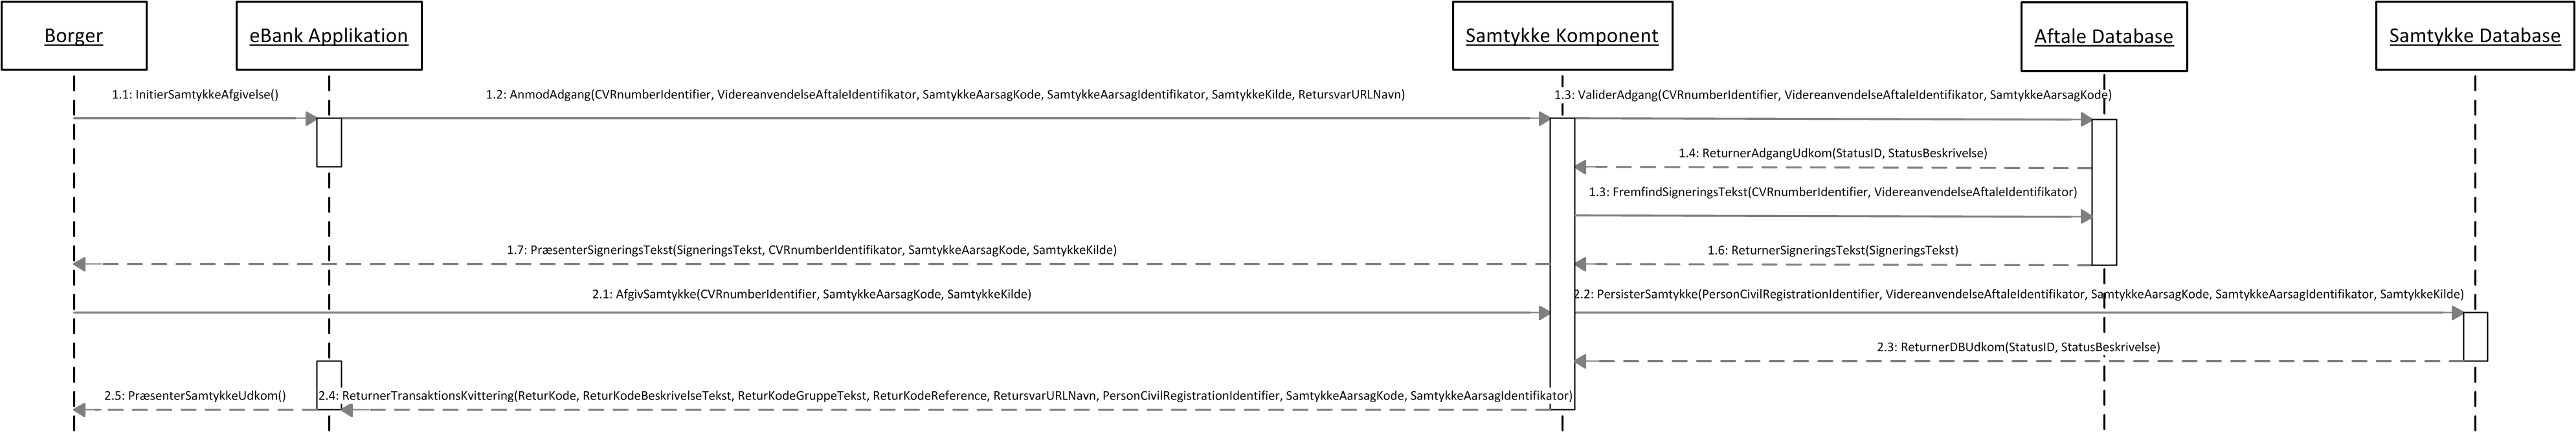 Borger
eBank Applikation
Samtykke Komponent
Aftale Database
Samtykke Database
1.1: InitierSamtykkeAfgivelse()
1.2: AnmodAdgang(CVRnumberIdentifier, VidereanvendelseAftaleIdentifikator, SamtykkeAarsagKode, SamtykkeAarsagIdentifikator, SamtykkeKilde, RetursvarURLNavn)
1.3: ValiderAdgang(CVRnumberIdentifier, VidereanvendelseAftaleIdentifikator, SamtykkeAarsagKode)
1.4: ReturnerAdgangUdkom(StatusID, StatusBeskrivelse)
1.3: FremfindSigneringsTekst(CVRnumberIdentifier, VidereanvendelseAftaleIdentifikator)
1.7: PræsenterSigneringsTekst(SigneringsTekst, CVRnumberIdentifikator, SamtykkeAarsagKode, SamtykkeKilde)
1.6: ReturnerSigneringsTekst(SigneringsTekst)
2.1: AfgivSamtykke(CVRnumberIdentifier, SamtykkeAarsagKode, SamtykkeKilde)
2.2: PersisterSamtykke(PersonCivilRegistrationIdentifier, VidereanvendelseAftaleIdentifikator, SamtykkeAarsagKode, SamtykkeAarsagIdentifikator, SamtykkeKilde)
2.3: ReturnerDBUdkom(StatusID, StatusBeskrivelse)
2.5: PræsenterSamtykkeUdkom()
2.4: ReturnerTransaktionsKvittering(ReturKode, ReturKodeBeskrivelseTekst, ReturKodeGruppeTekst, ReturKodeReference, RetursvarURLNavn, PersonCivilRegistrationIdentifier, SamtykkeAarsagKode, SamtykkeAarsagIdentifikator)